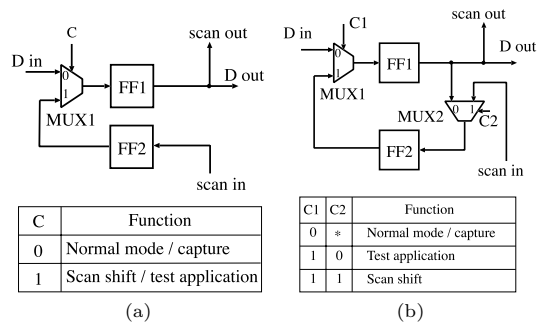 C
scan out
D in
0
1
FF1
D out
MUX1
FF2
scan in
C Function
0 Normal mode / capture
1 Scan shift / test application
(a)
C1
scan out
D in
0
1
FF1
D out
MUX1
MUX2
0 1
C2
FF2
scan in
C1 C2 Function
0 * Normal mode / capture
1 0 Test application
1 1 Scan shift
(b)